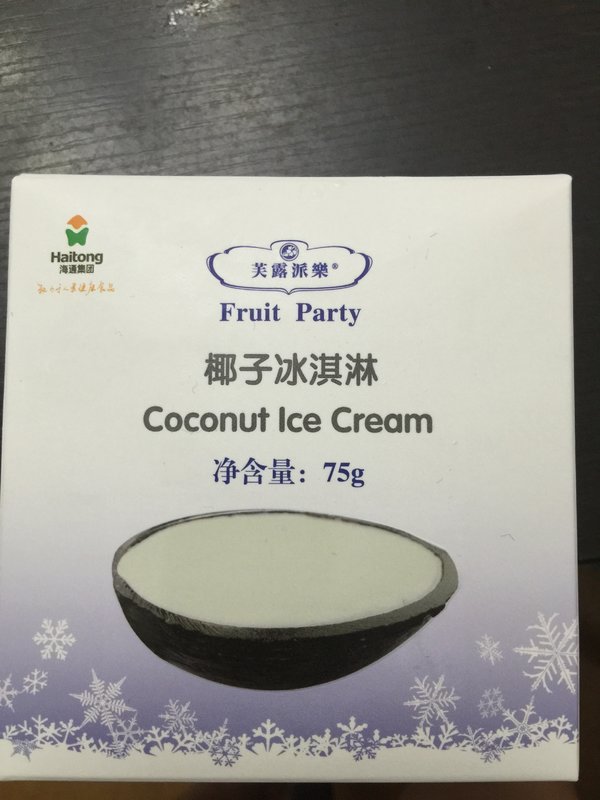 Haitong
海通集团
芙露派樂®
Fruit Party
椰子冰淇淋
Coconut Ice Cream
净含量：75g